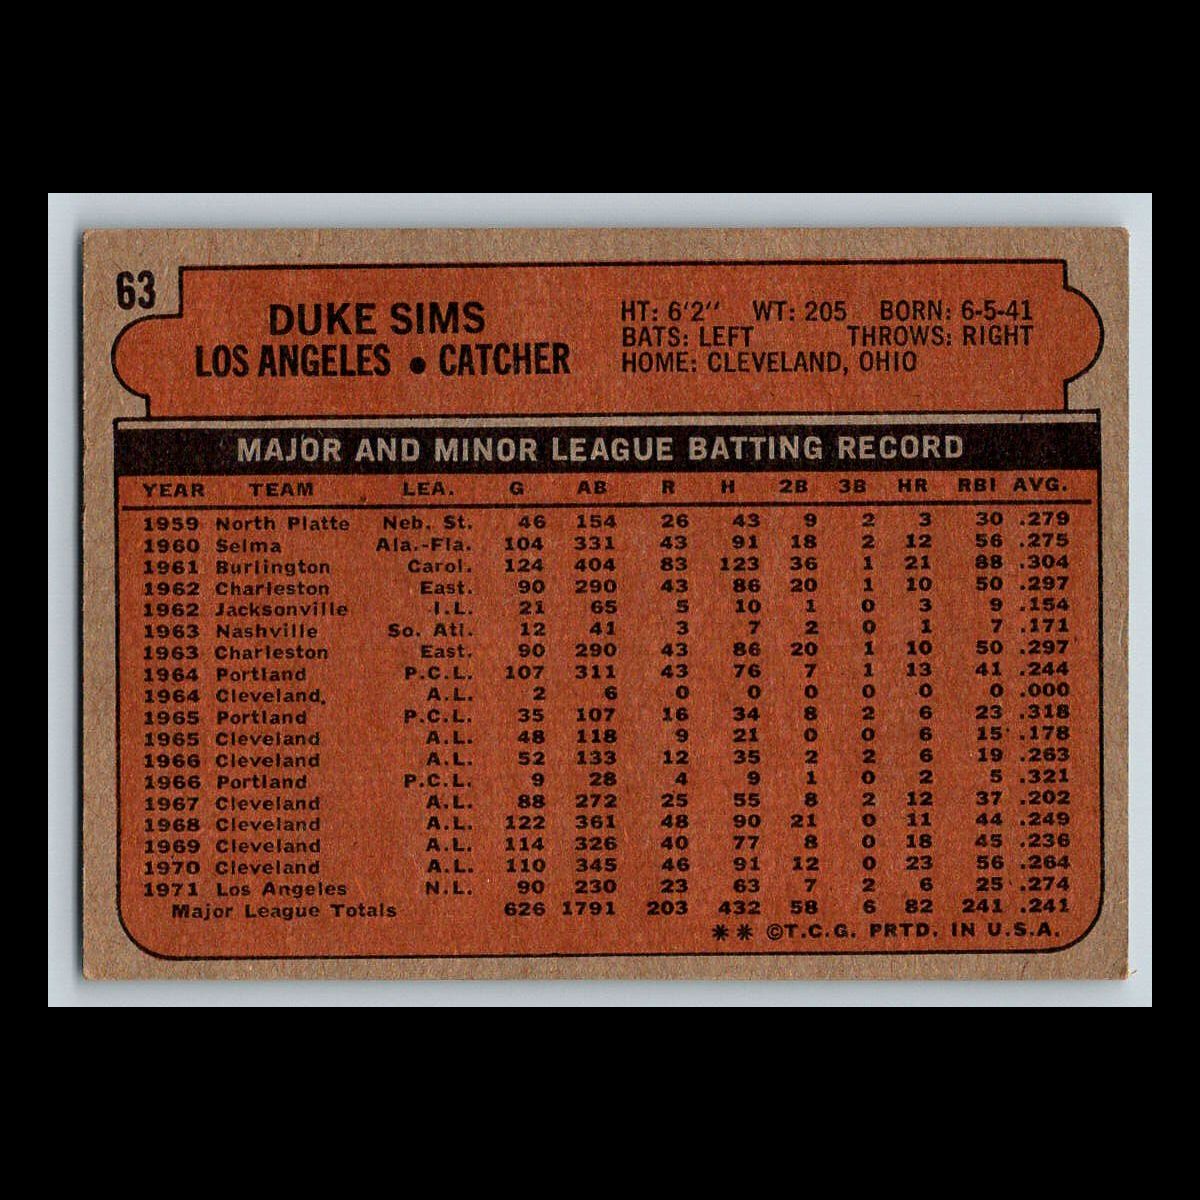 63
DUKE SIMS
LOS ANGELES • CATCHER
HT: 6'2" WT: 205 BORN: 6-5-41
BATS: LEFT THROWS: RIGHT
HOME: CLEVELAND, OHIO
MAJOR AND MINOR LEAGUE BATTING RECORD
YEAR TEAM LEA. G AB R H 2B 3B HR RBI AVG.
1959 North Platte Neb. St. 46 154 26 43 9 2 3 30 .279
1960 Selma Ala.-Fla. 104 331 43 91 18 2 12 56 .275
1961 Burlington Carol. 124 404 83 123 36 1 21 88 .304
1962 Charleston East. 90 290 43 86 20 1 10 50 .297
1962 Jacksonville I.L. 21 65 5 10 1 0 3 9 .154
1963 Nashville So. Atl. 12 41 3 7 2 0 1 7 .171
1963 Charleston East. 90 290 43 86 20 1 10 50 .297
1964 Portland P.C.L. 107 311 43 76 7 1 13 41 .244
1964 Cleveland A.L. 2 6 0 0 0 0 0 0 .000
1965 Portland P.C.L. 35 107 16 34 8 2 6 23 .318
1965 Cleveland A.L. 48 118 9 21 0 0 6 15 .178
1966 Cleveland A.L. 52 133 12 35 2 2 6 19 .263
1966 Portland P.C.L. 9 28 4 9 1 0 2 5 .321
1967 Cleveland A.L. 88 272 25 55 8 2 12 37 .202
1968 Cleveland A.L. 122 361 48 90 21 0 11 44 .249
1969 Cleveland A.L. 114 326 40 77 8 0 18 45 .236
1970 Cleveland A.L. 110 345 46 91 12 0 23 56 .264
1971 Los Angeles N.L. 90 230 23 63 7 2 6 25 .274
Major League Totals 626 1791 203 432 58 6 82 241 .241
** ©T.C.G. PRTD. IN U.S.A.